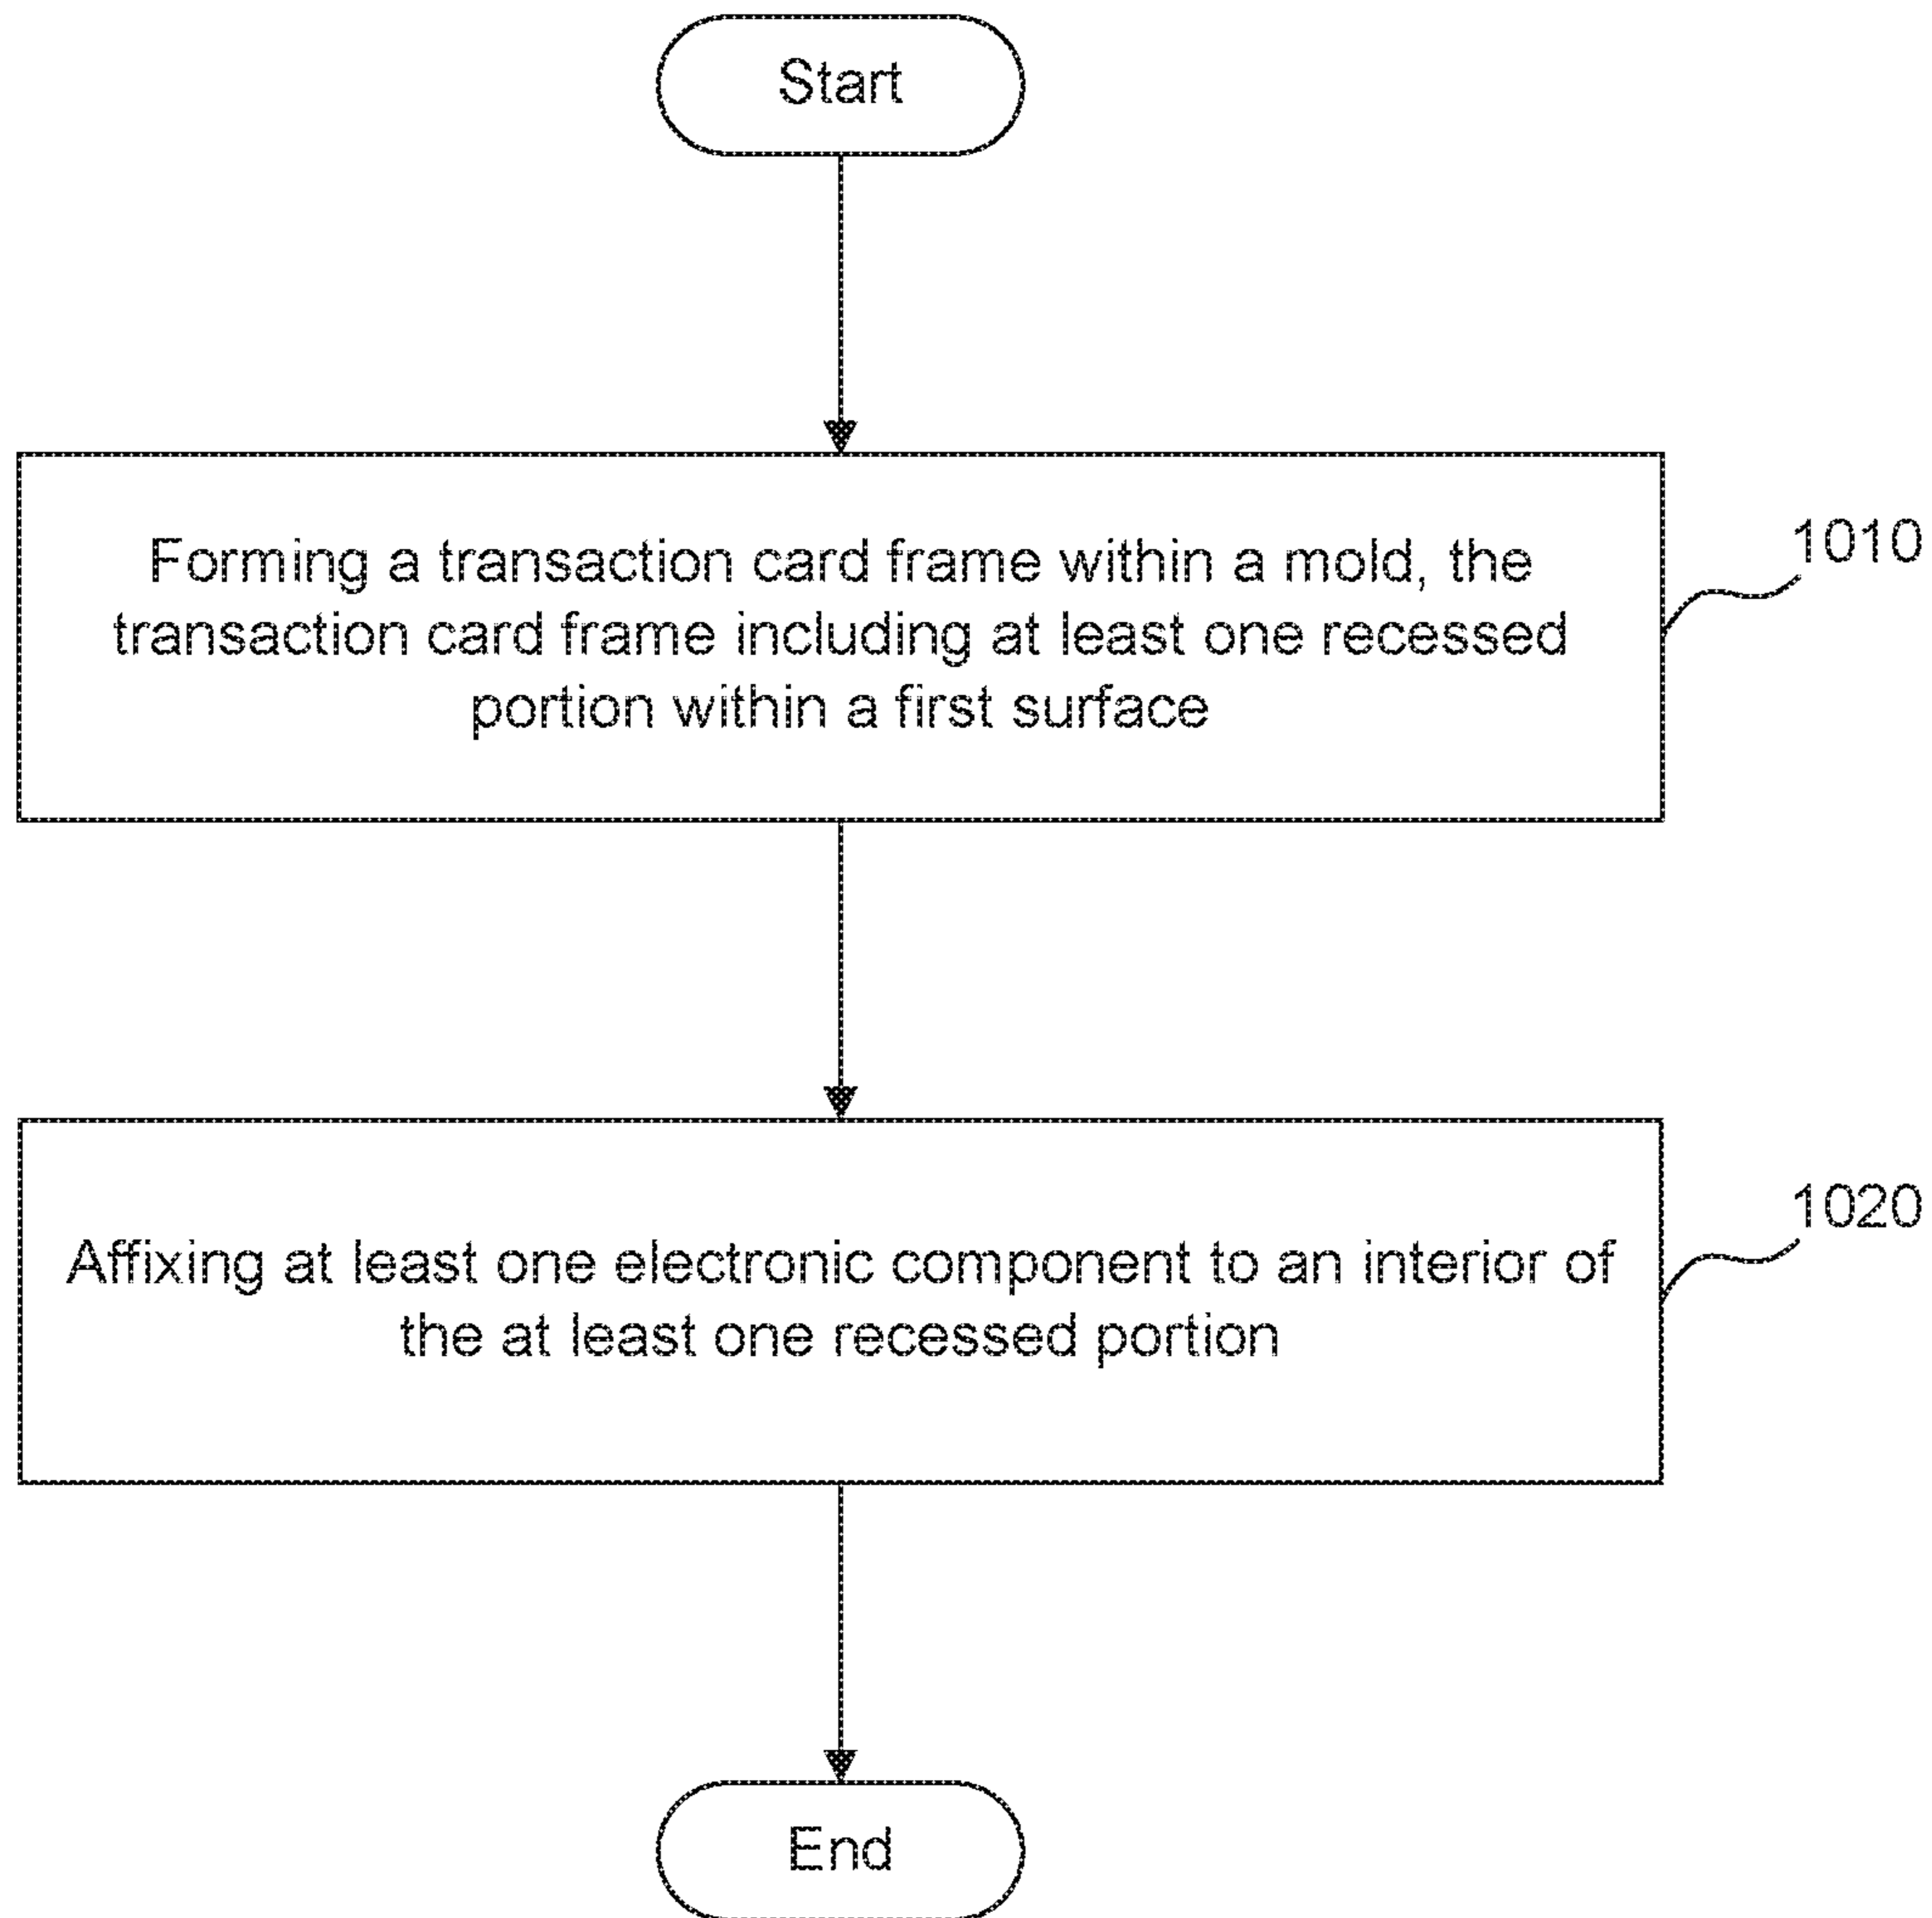 Start
Forming a transaction card frame within a mold, the
transaction card frame including at least one recessed
portion within a first surface
1010
Affixing at least one electronic component to an interior of
the at least one recessed portion
1020
End